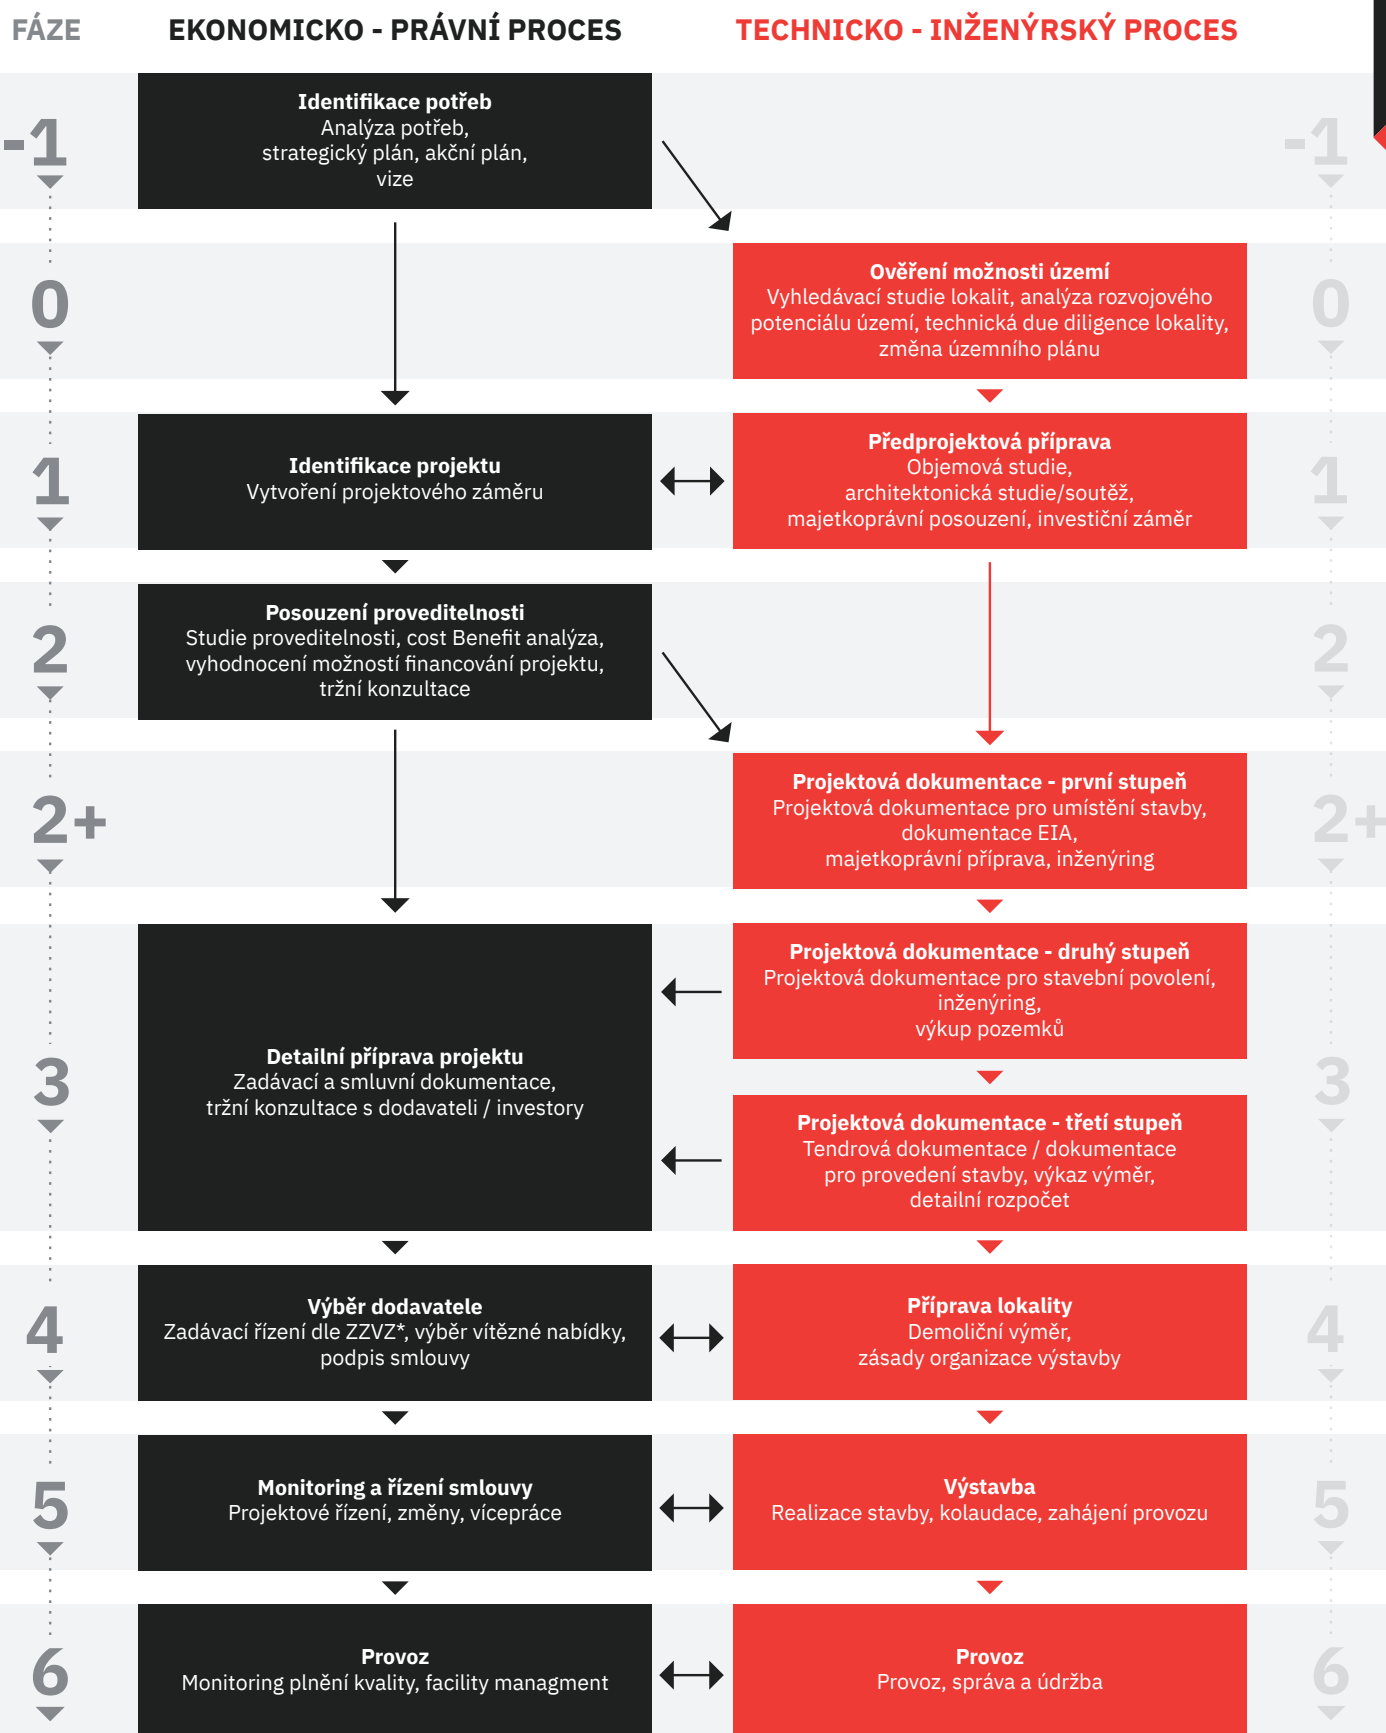 FÁZE
EKONOMICKO - PRÁVNÍ PROCES
TECHNICKO - INŽENÝRSKÝ PROCES
-1
Identifikace potřeb
Analýza potřeb,
strategický plán, akční plán,
vize
-1
0
Ověření možnosti území
Vyhledávací studie lokalit, analýza rozvojového
potenciálu území, technická due diligence lokality,
změna územního plánu
0
1
Identifikace projektu
Vytvoření projektového záměru
Předprojektová příprava
Objemová studie,
architektonická studie/soutěž,
majetkoprávní posouzení, investiční záměr
1
2
Posouzení proveditelnosti
Studie proveditelnosti, cost Benefit analýza,
vyhodnocení možností financování projektu,
tržní konzultace
2
2+
Projektová dokumentace - první stupeň
Projektová dokumentace pro umístění stavby,
dokumentace EIA,
majetkoprávní příprava, inženýring
2+
3
Detailní příprava projektu
Zadávací a smluvní dokumentace,
tržní konzultace s dodavateli / investory
Projektová dokumentace - druhý stupeň
Projektová dokumentace pro stavební povolení,
inženýring,
výkup pozemků
Projektová dokumentace - třetí stupeň
Tendrová dokumentace / dokumentace
pro provedení stavby, výkaz výměr,
detailní rozpočet
3
4
Výběr dodavatele
Zadávací řízení dle ZZVZ*, výběr vítězné nabídky,
podpis smlouvy
Příprava lokality
Demoliční výměr,
zásady organizace výstavby
4
5
Monitoring a řízení smlouvy
Projektové řízení, změny, vícepráce
Výstavba
Realizace stavby, kolaudace, zahájení provozu
5
6
Provoz
Monitoring plnění kvality, facility managment
Provoz
Provoz, správa a údržba
6